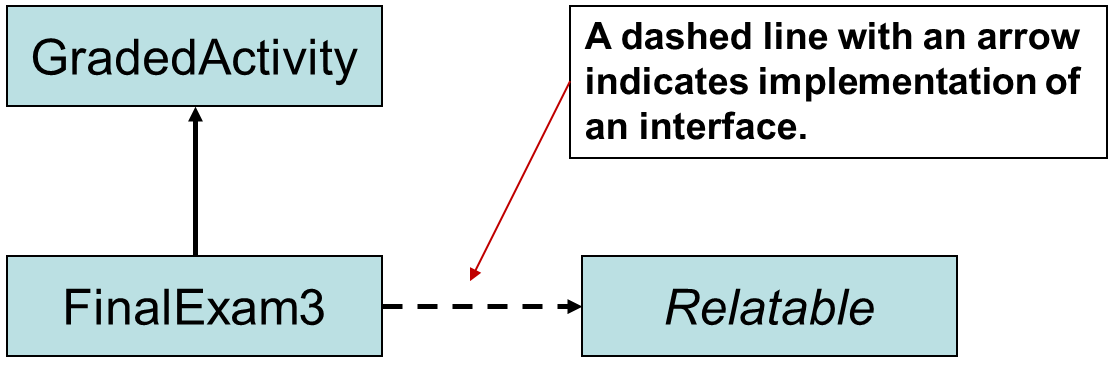 GradedActivity
A dashed line with an arrow
indicates implementation of
an interface.
FinalExam3
Relatable